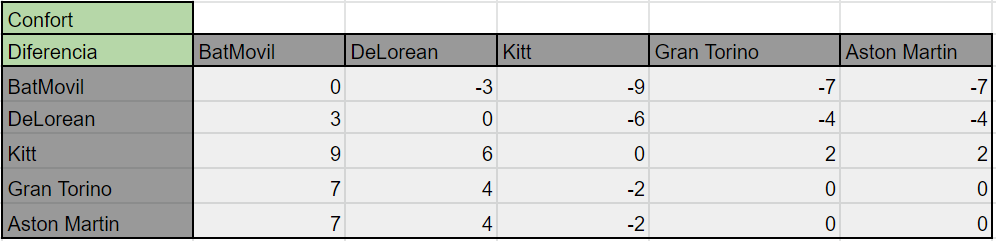 Confort
Diferencia BatMovil DeLorean Kitt Gran Torino Aston Martin
BatMovil 0 -3 -9 -7 -7
DeLorean 3 0 -6 -4 -4
Kitt 9 6 0 2 2
Gran Torino 7 4 -2 0 0
Aston Martin 7 4 -2 0 0